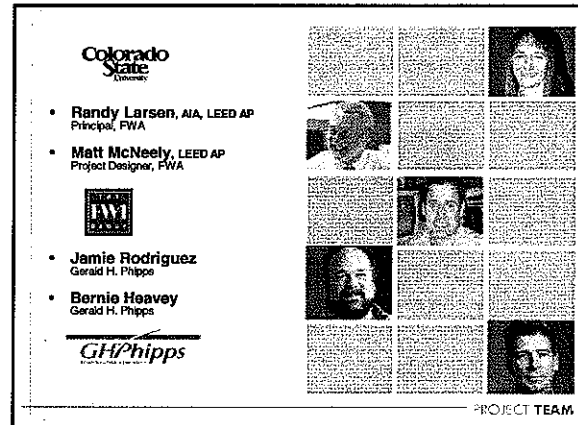 Colorado
State
University
• Randy Larsen, AIA, LEED AP
Principal, FWA
• Matt McNeely, LEED AP
Project Designer, FWA
• Jamie Rodriguez
Gerald H. Phipps
• Bernie Heavey
Gerald H. Phipps
GH Phipps
PROJECT TEAM